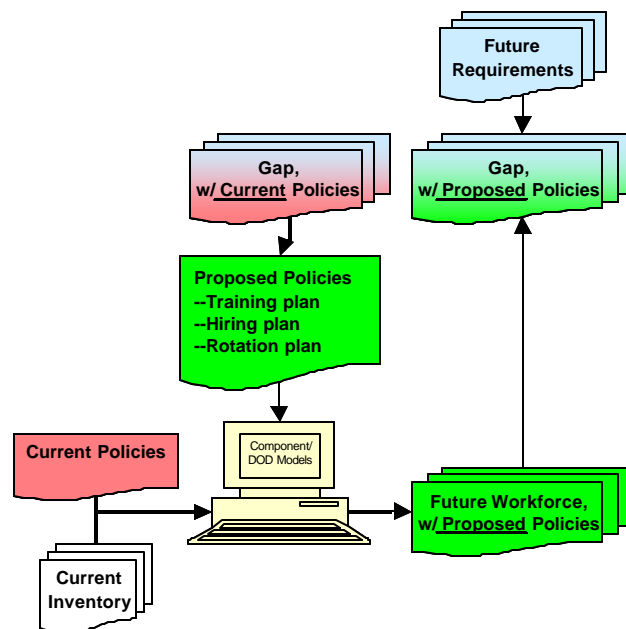 Future
Requirements
Gap,
w/ Current Policies
Gap,
w/ Proposed Policies
Proposed Policies
--Training plan
--Hiring plan
--Rotation plan
Component/
DOD Models
Current Policies
Future Workforce,
w/ Proposed Policies
Current
Inventory